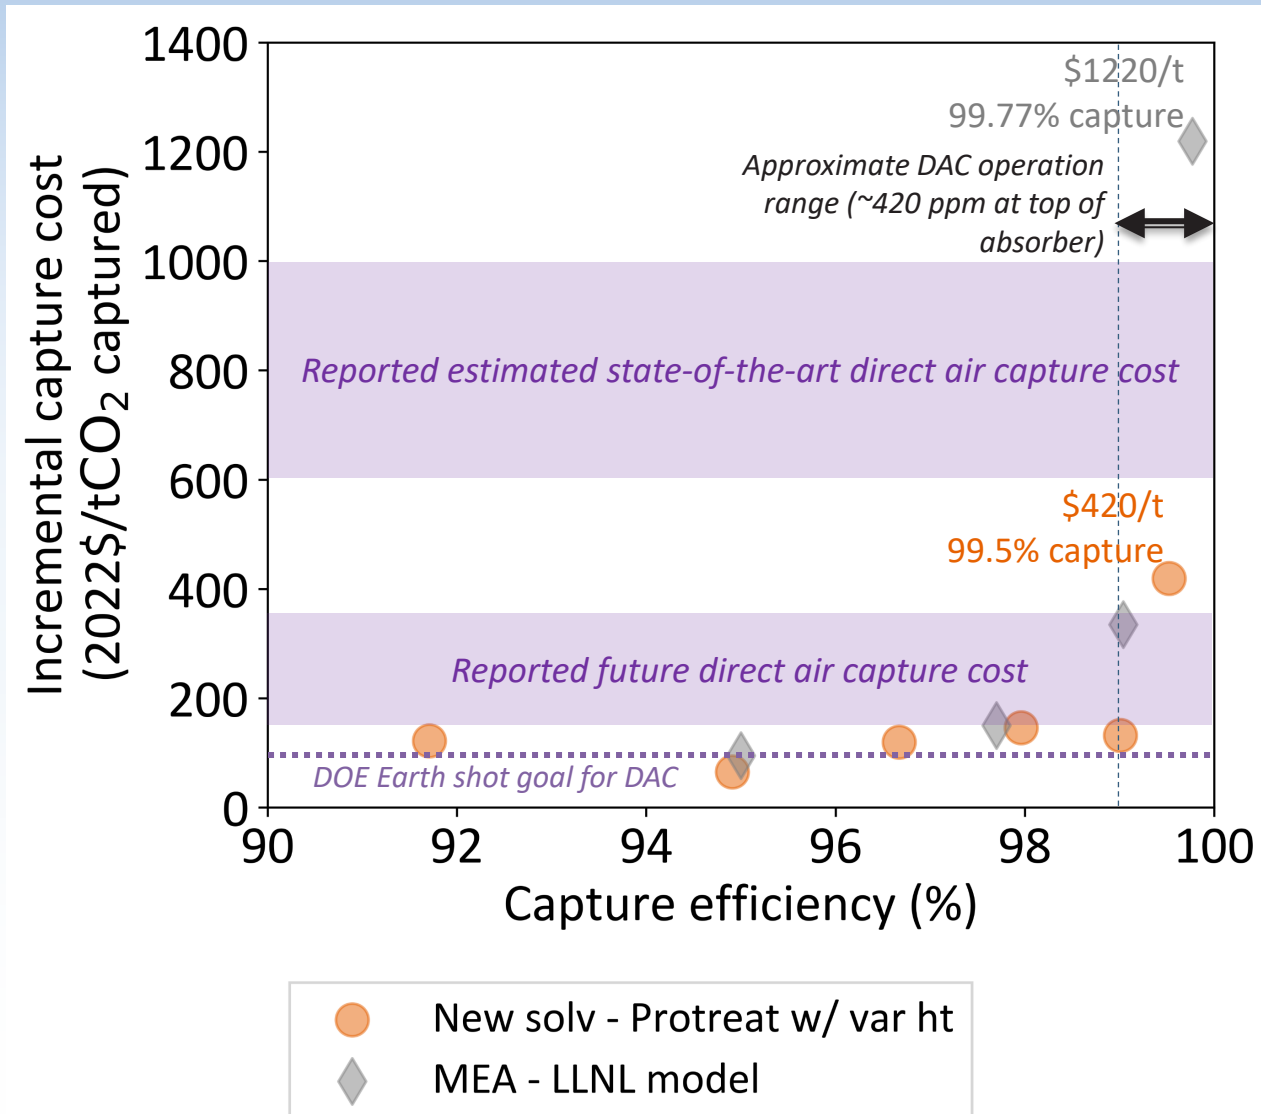 1400
1200
1000
800
600
400
200
0
Incremental capture cost
(2022$/tCO₂ captured)
$1220/t
99.77% capture
Approximate DAC operation
range (~420 ppm at top of
absorber)
Reported estimated state-of-the-art direct air capture cost
$420/t
99.5% capture
Reported future direct air capture cost
DOE Earth shot goal for DAC
90 92 94 96 98 100
Capture efficiency (%)
New solv - Protreat w/ var ht
MEA - LLNL model